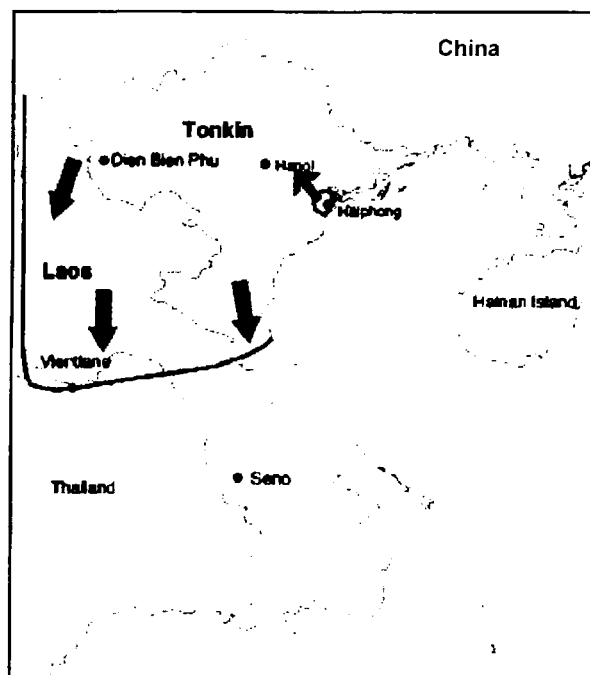 China
Tonkin
Dien Bien Phu
Hanoi
Haiphong
Laos
Hainan Island
Vientiane
Thailand
Seno